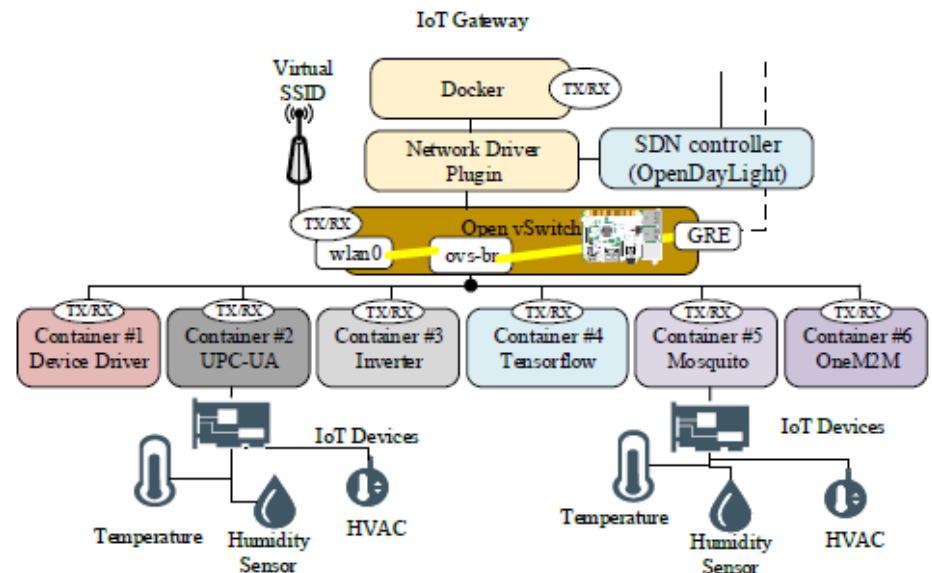 IoT Gateway
Virtual
SSID
Docker
TX/RX
Network Driver
Plugin
SDN controller
(OpenDayLight)
TX/RX
Open vSwitch
GRE
wlan0
ovs-br
TX/RX
TX/RX
TX/RX
TX/RX
TX/RX
TX/RX
Container #1
Device Driver
Container #2
UPC-UA
Container #3
Inverter
Container #4
Tensorflow
Container #5
Mosquito
Container #6
OneM2M
IoT Devices
Temperature
Humidity
Sensor
HVAC
IoT Devices
Temperature
Humidity
Sensor
HVAC